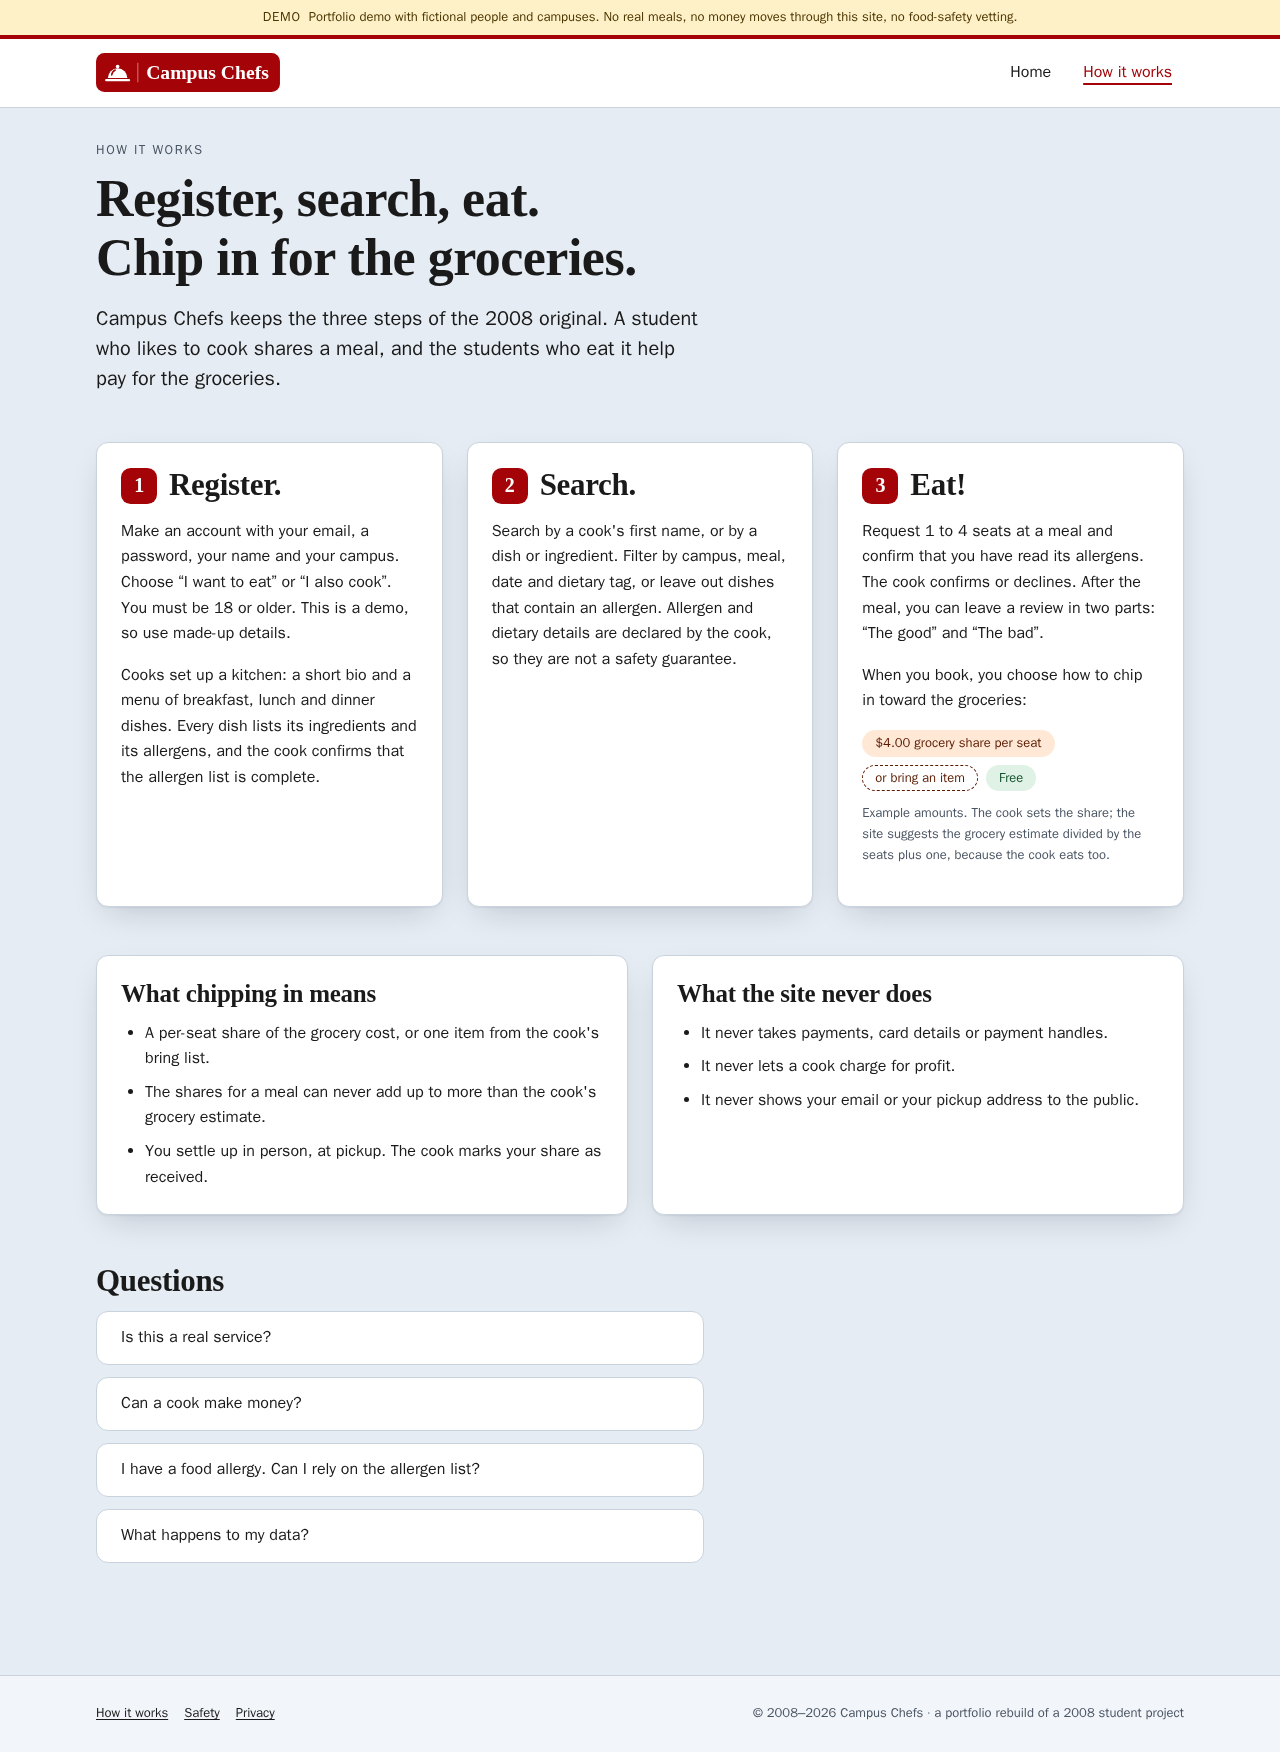 DEMO Portfolio demo with fictional people and campuses. No real meals, no money moves through this site, no food-safety vetting.
Campus Chefs
Home
How it works
HOW IT WORKS
Register, search, eat.
Chip in for the groceries.
Campus Chefs keeps the three steps of the 2008 original. A student
who likes to cook shares a meal, and the students who eat it help
pay for the groceries.
1 Register.
Make an account with your email, a
password, your name and your campus.
Choose “I want to eat” or “I also cook”.
You must be 18 or older. This is a demo,
so use made-up details.
Cooks set up a kitchen: a short bio and a
menu of breakfast, lunch and dinner
dishes. Every dish lists its ingredients and
its allergens, and the cook confirms that
the allergen list is complete.
2 Search.
Search by a cook's first name, or by a
dish or ingredient. Filter by campus, meal,
date and dietary tag, or leave out dishes
that contain an allergen. Allergen and
dietary details are declared by the cook,
so they are not a safety guarantee.
3 Eat!
Request 1 to 4 seats at a meal and
confirm that you have read its allergens.
The cook confirms or declines. After the
meal, you can leave a review in two parts:
“The good” and “The bad”.
When you book, you choose how to chip
in toward the groceries:
$4.00 grocery share per seat
or bring an item
Free
Example amounts. The cook sets the share; the
site suggests the grocery estimate divided by the
seats plus one, because the cook eats too.
What chipping in means
• A per-seat share of the grocery cost, or one item from the cook's
bring list.
• The shares for a meal can never add up to more than the cook's
grocery estimate.
• You settle up in person, at pickup. The cook marks your share as
received.
What the site never does
• It never takes payments, card details or payment handles.
• It never lets a cook charge for profit.
• It never shows your email or your pickup address to the public.
Questions
Is this a real service?
Can a cook make money?
I have a food allergy. Can I rely on the allergen list?
What happens to my data?
How it works
Safety
Privacy
© 2008–2026 Campus Chefs · a portfolio rebuild of a 2008 student project